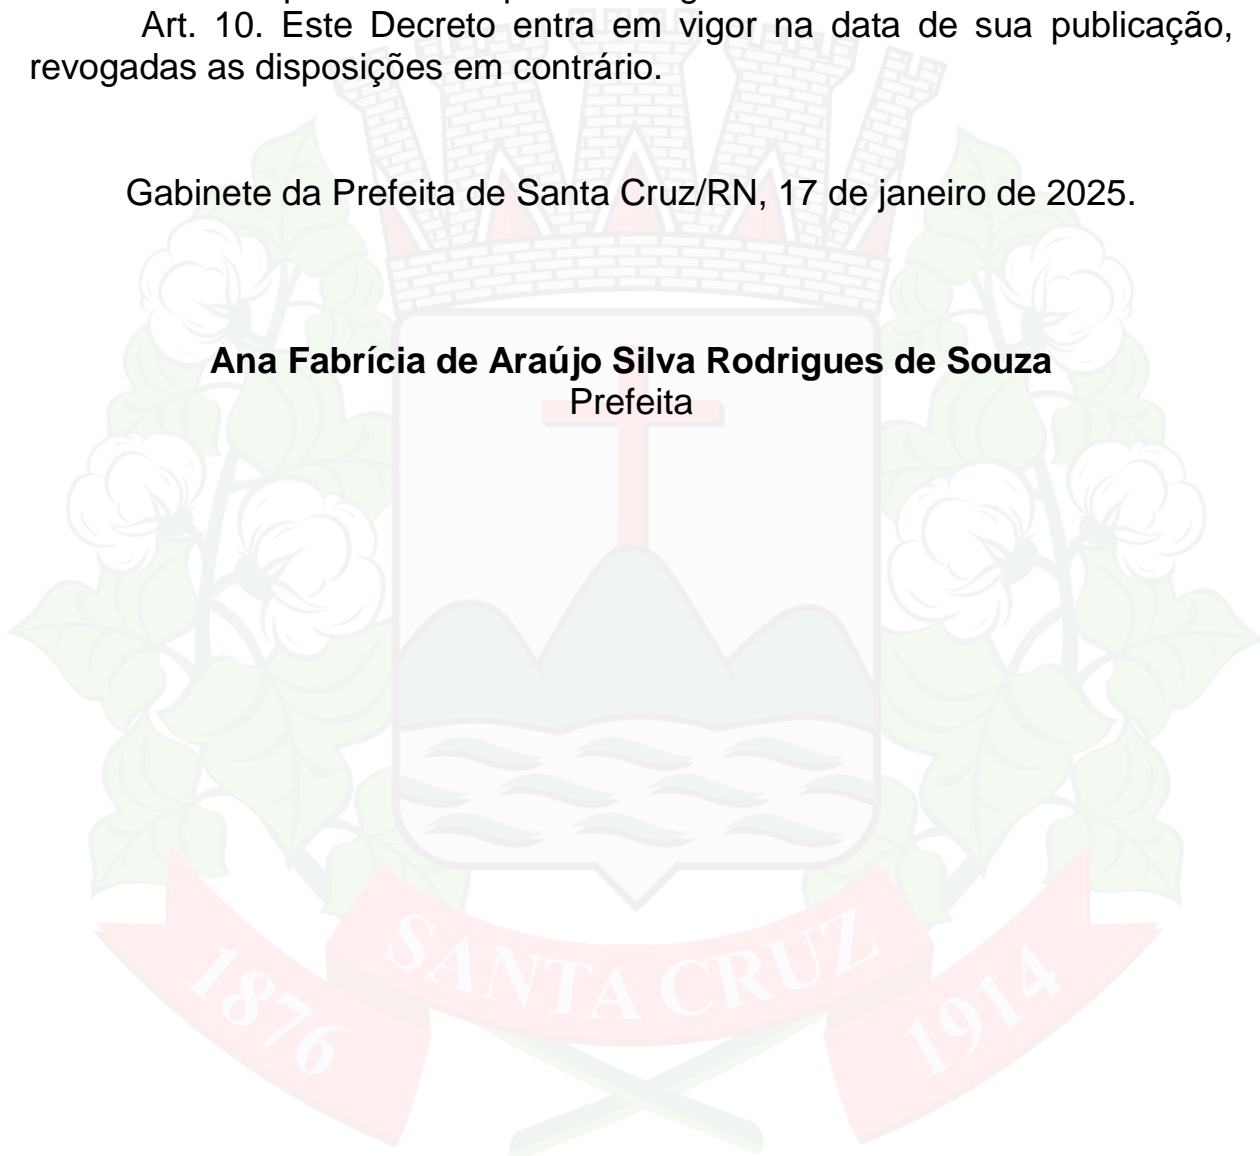 Art. 10. Este Decreto entra em vigor na data de sua publicação,
revogadas as disposições em contrário.
Gabinete da Prefeita de Santa Cruz/RN, 17 de janeiro de 2025.
Ana Fabrícia de Araújo Silva Rodrigues de Souza
Prefeita
SANTA CRUZ
1876
1914